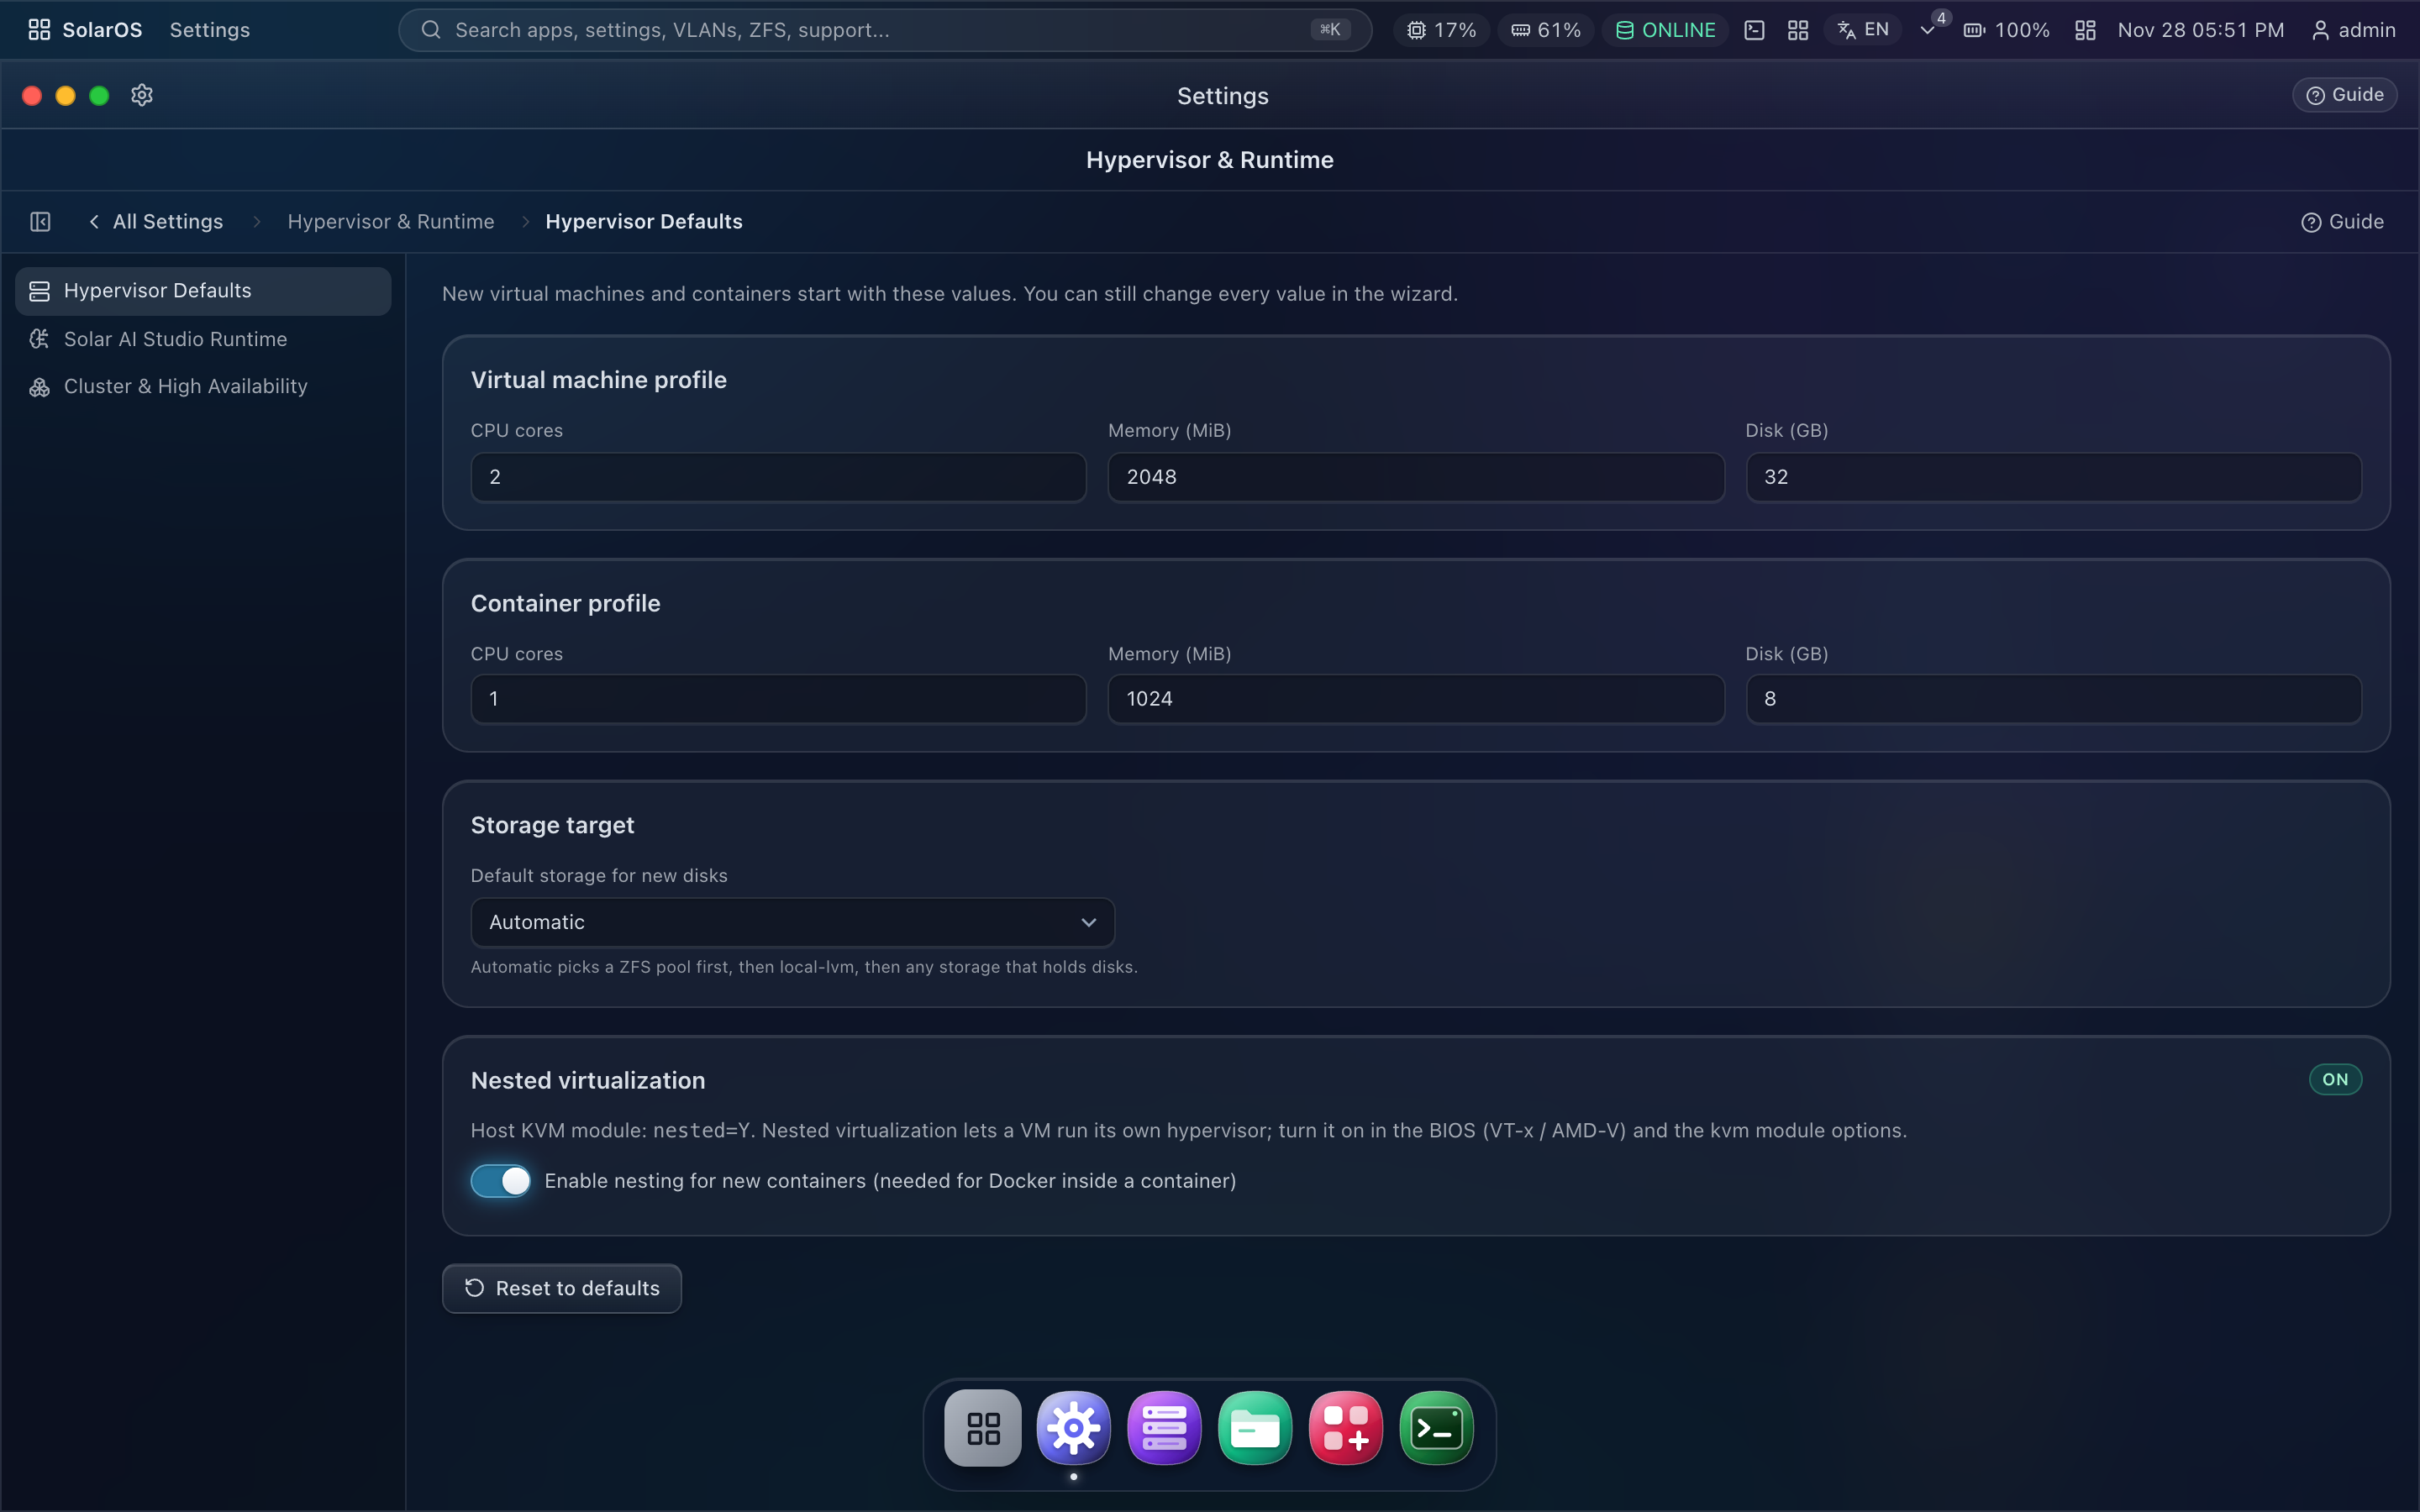 SolarOS Settings Search apps, settings, VLANs, ZFS, support... ⌘K 17% 61% ONLINE EN 4 100% Nov 28 05:51 PM admin
Settings Guide
Hypervisor & Runtime
All Settings Hypervisor & Runtime Hypervisor Defaults Guide
Hypervisor Defaults
Solar AI Studio Runtime
Cluster & High Availability
New virtual machines and containers start with these values. You can still change every value in the wizard.
Virtual machine profile
CPU cores Memory (MiB) Disk (GB)
2 2048 32
Container profile
CPU cores Memory (MiB) Disk (GB)
1 1024 8
Storage target
Default storage for new disks
Automatic
Automatic picks a ZFS pool first, then local-lvm, then any storage that holds disks.
Nested virtualization ON
Host KVM module: nested=Y. Nested virtualization lets a VM run its own hypervisor; turn it on in the BIOS (VT-x / AMD-V) and the kvm module options.
Enable nesting for new containers (needed for Docker inside a container)
Reset to defaults